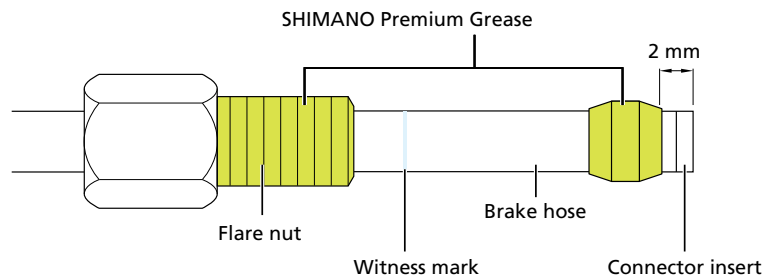 SHIMANO Premium Grease
2 mm
Brake hose
Flare nut
Witness mark
Connector insert